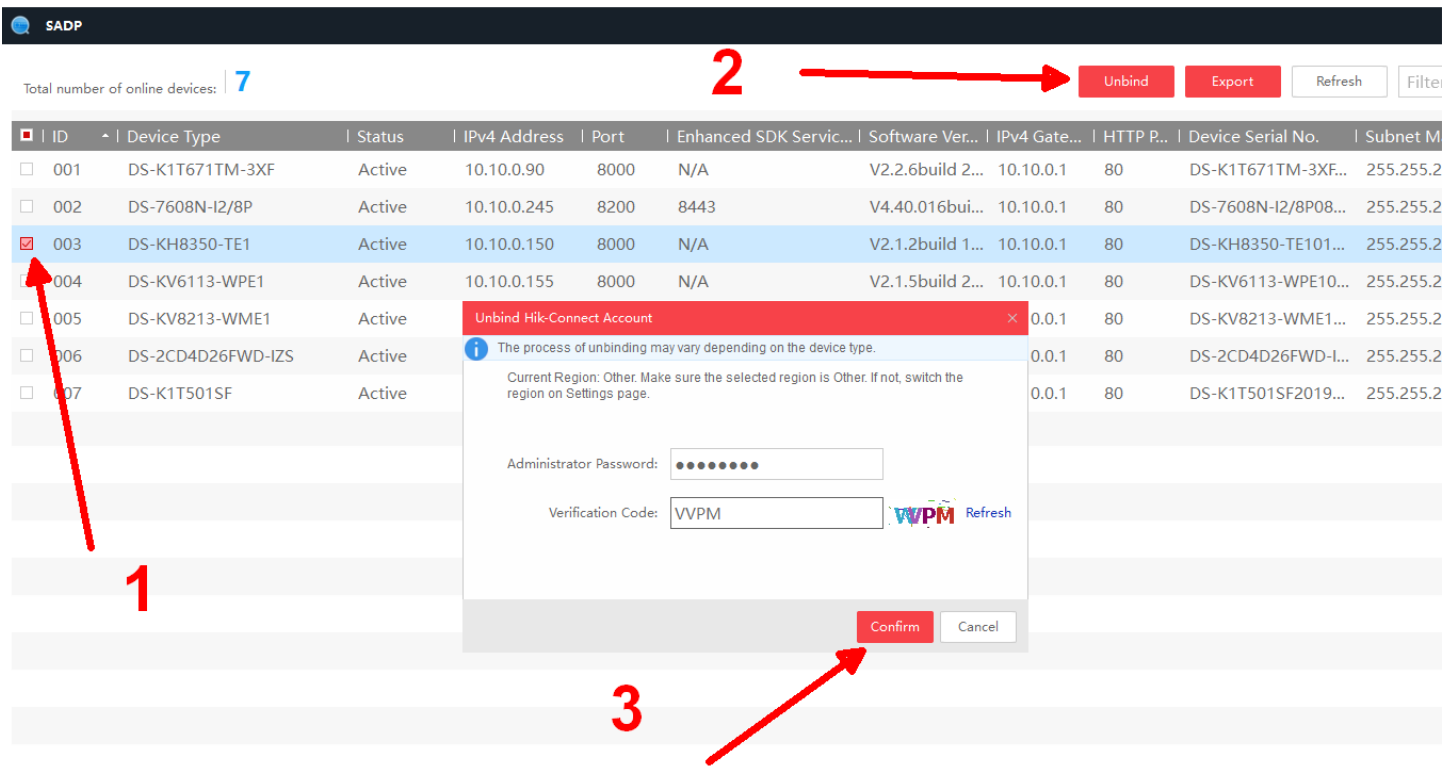 SADP
2
Total number of online devices: 7
Unbind Export Refresh Filte
ID Device Type Status IPv4 Address Port Enhanced SDK Servic... Software Ver... IPv4 Gate... HTTP P... Device Serial No. Subnet M
001 DS-K1T671TM-3XF Active 10.10.0.90 8000 N/A V2.2.6build 2... 10.10.0.1 80 DS-K1T671TM-3XF... 255.255.2
002 DS-7608N-I2/8P Active 10.10.0.245 8200 8443 V4.40.016bui... 10.10.0.1 80 DS-7608N-I2/8P08... 255.255.2
003 DS-KH8350-TE1 Active 10.10.0.150 8000 N/A V2.1.2build 1... 10.10.0.1 80 DS-KH8350-TE101... 255.255.2
004 DS-KV6113-WPE1 Active 10.10.0.155 8000 N/A V2.1.5build 2... 10.10.0.1 80 DS-KV6113-WPE10... 255.255.2
005 DS-KV8213-WME1 Active 0.0.1 80 DS-KV8213-WME1... 255.255.2
006 DS-2CD4D26FWD-IZS Active 0.0.1 80 DS-2CD4D26FWD-I... 255.255.2
007 DS-K1T501SF Active 0.0.1 80 DS-K1T501SF2019... 255.255.2
Unbind Hik-Connect Account
The process of unbinding may vary depending on the device type.
Current Region: Other. Make sure the selected region is Other. If not, switch the
region on Settings page.
Administrator Password: ●●●●●●●●
Verification Code: VVPM VVPM Refresh
1
Confirm Cancel
3